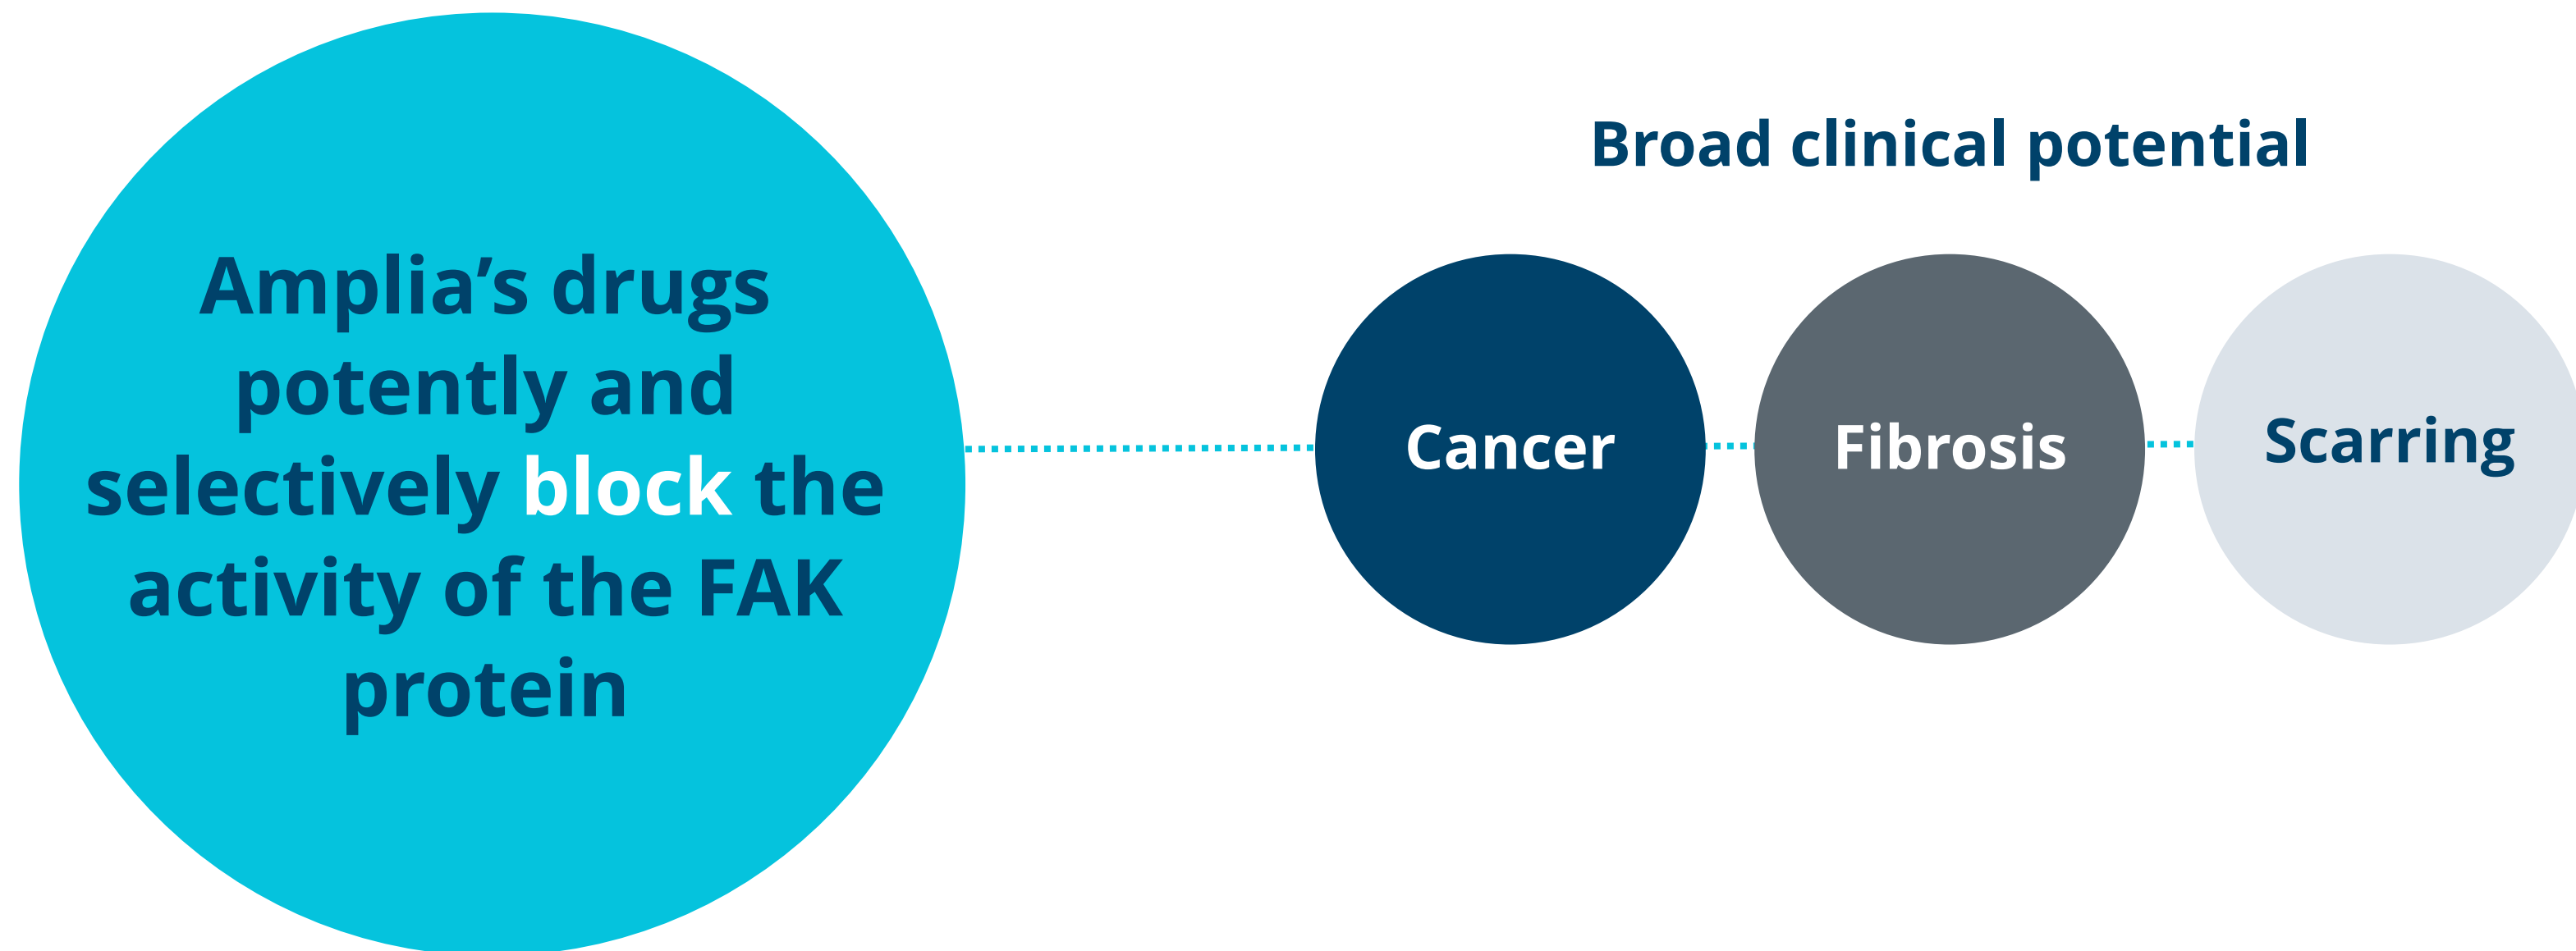 Amplia’s drugs
potently and
selectively block the
activity of the FAK
protein
Broad clinical potential
Cancer
Fibrosis
Scarring